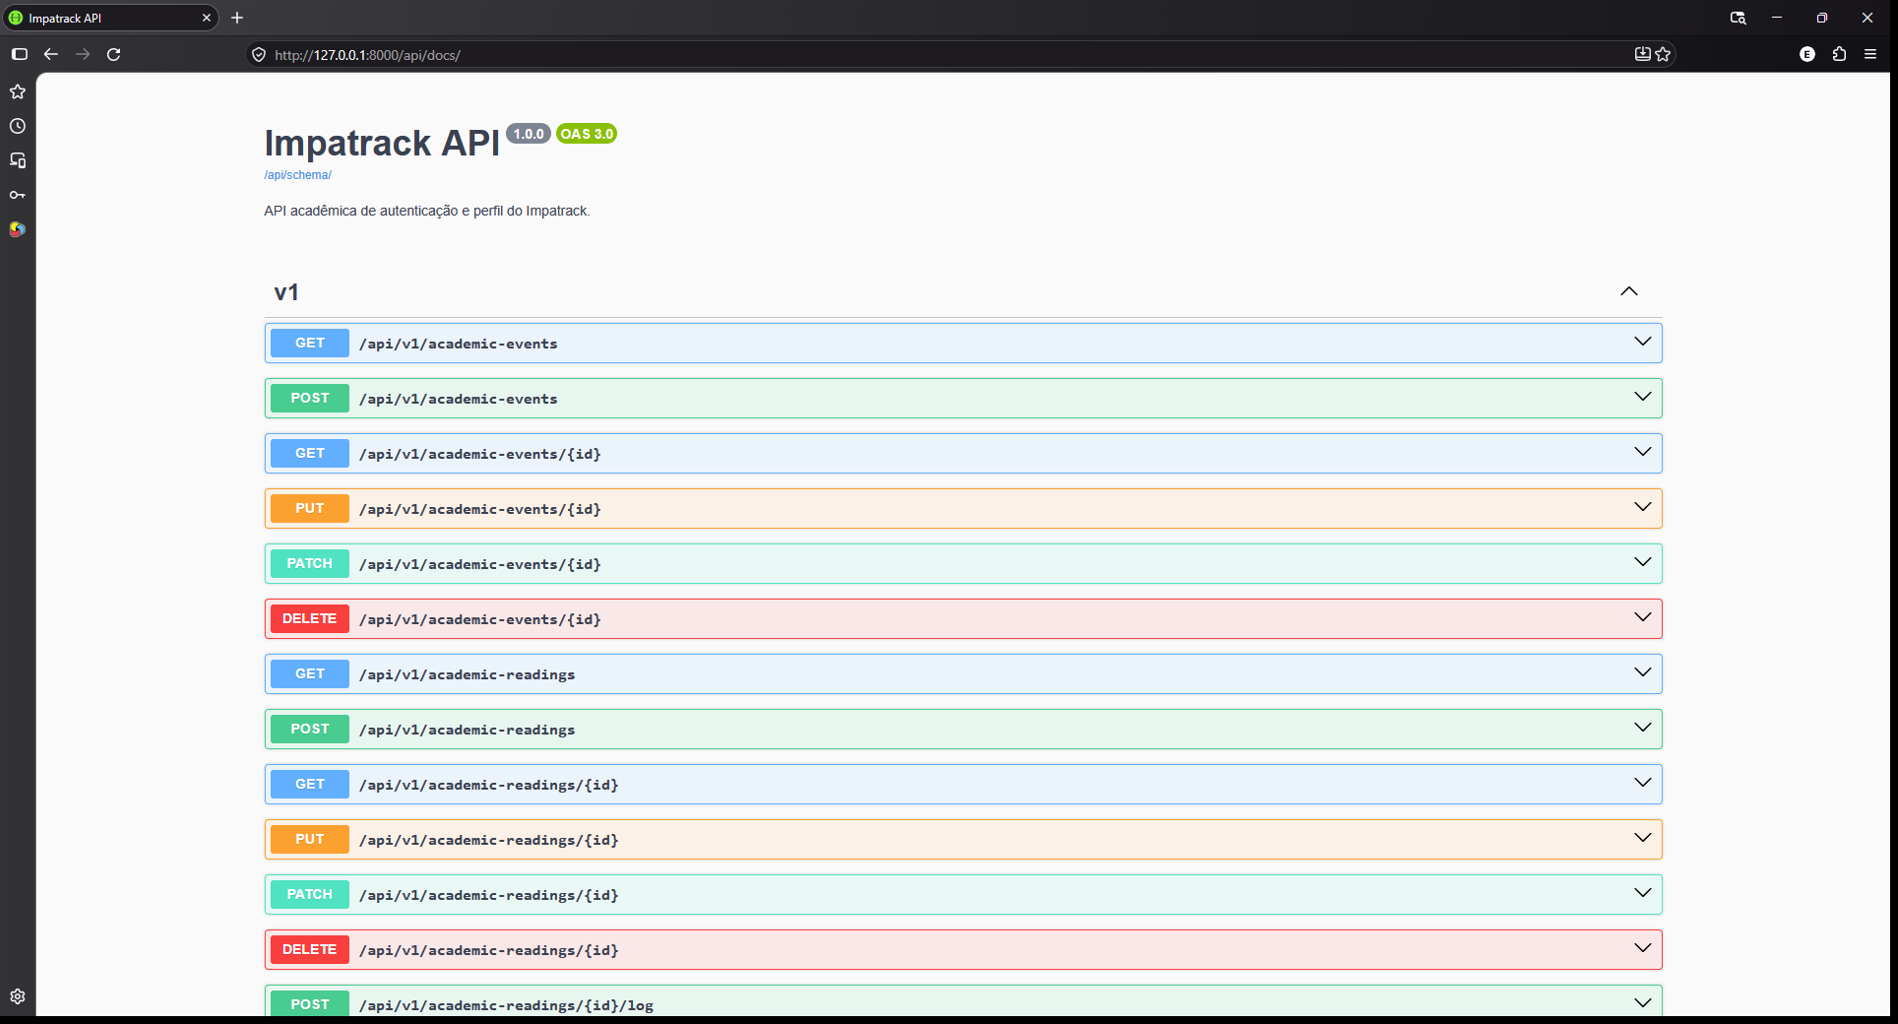 Impatrack API
http://127.0.0.1:8000/api/docs/
E
Impatrack API 1.0.0 OAS 3.0
/api/schema/
API acadêmica de autenticação e perfil do Impatrack.
v1
GET /api/v1/academic-events
POST /api/v1/academic-events
GET /api/v1/academic-events/{id}
PUT /api/v1/academic-events/{id}
PATCH /api/v1/academic-events/{id}
DELETE /api/v1/academic-events/{id}
GET /api/v1/academic-readings
POST /api/v1/academic-readings
GET /api/v1/academic-readings/{id}
PUT /api/v1/academic-readings/{id}
PATCH /api/v1/academic-readings/{id}
DELETE /api/v1/academic-readings/{id}
POST /api/v1/academic-readings/{id}/log